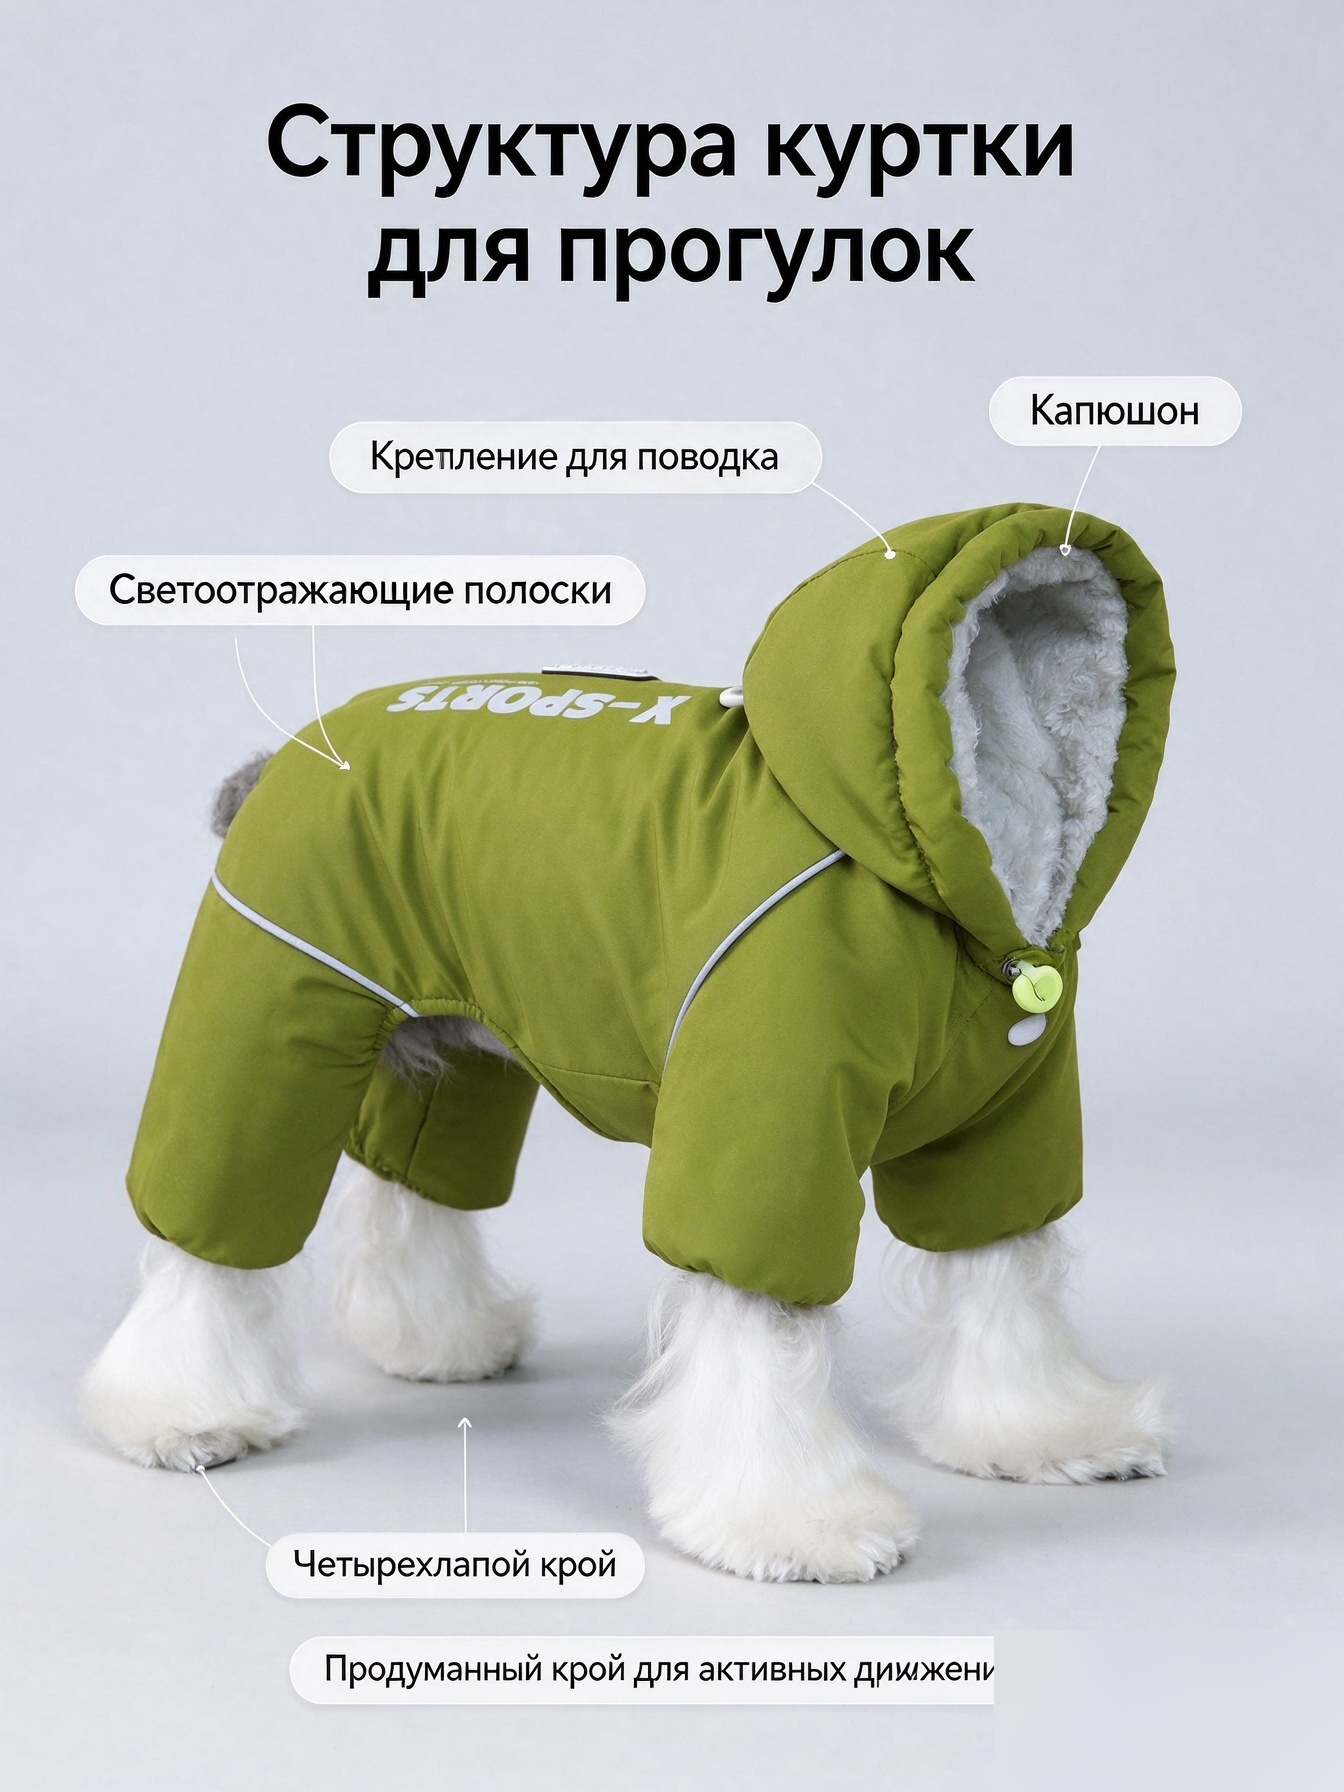 Структура куртки
для прогулок
Капюшон
Крепление для поводка
Светоотражающие полоски
X-SPORTS
Четырехлапой крой
Продуманный крой для активных